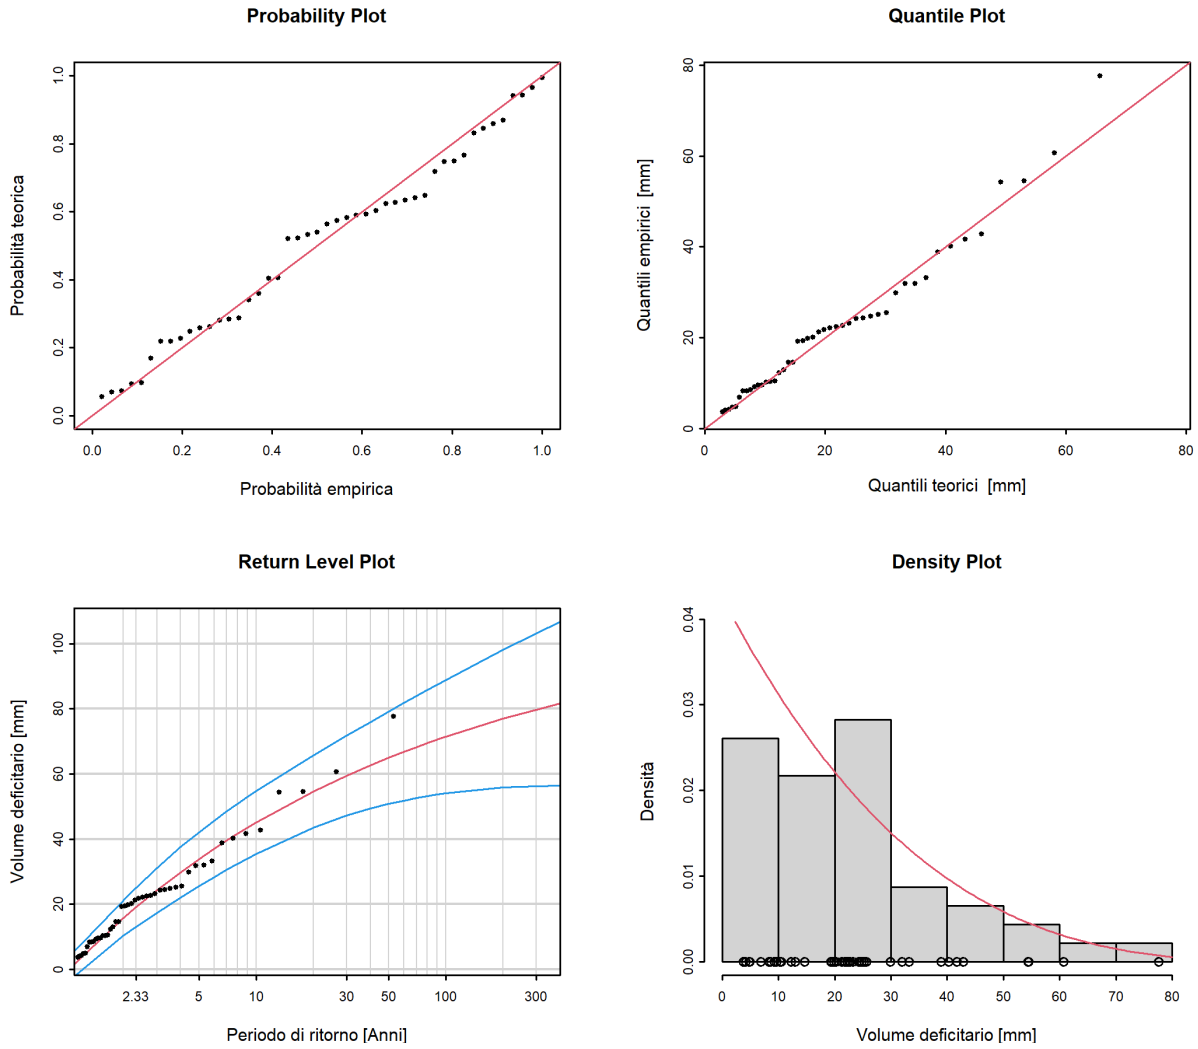 Probability Plot
Probabilità teorica
0.0 0.2 0.4 0.6 0.8 1.0
0.0 0.2 0.4 0.6 0.8 1.0
Probabilità empirica
Quantile Plot
Quantili empirici [mm]
0 20 40 60 80
0 20 40 60 80
Quantili teorici [mm]
Return Level Plot
Volume deficitario [mm]
0 20 40 60 80 100
2.33 5 10 30 50 100 300
Periodo di ritorno [Anni]
Density Plot
Densità
0.00 0.01 0.02 0.03 0.04
0 10 20 30 40 50 60 70 80
Volume deficitario [mm]